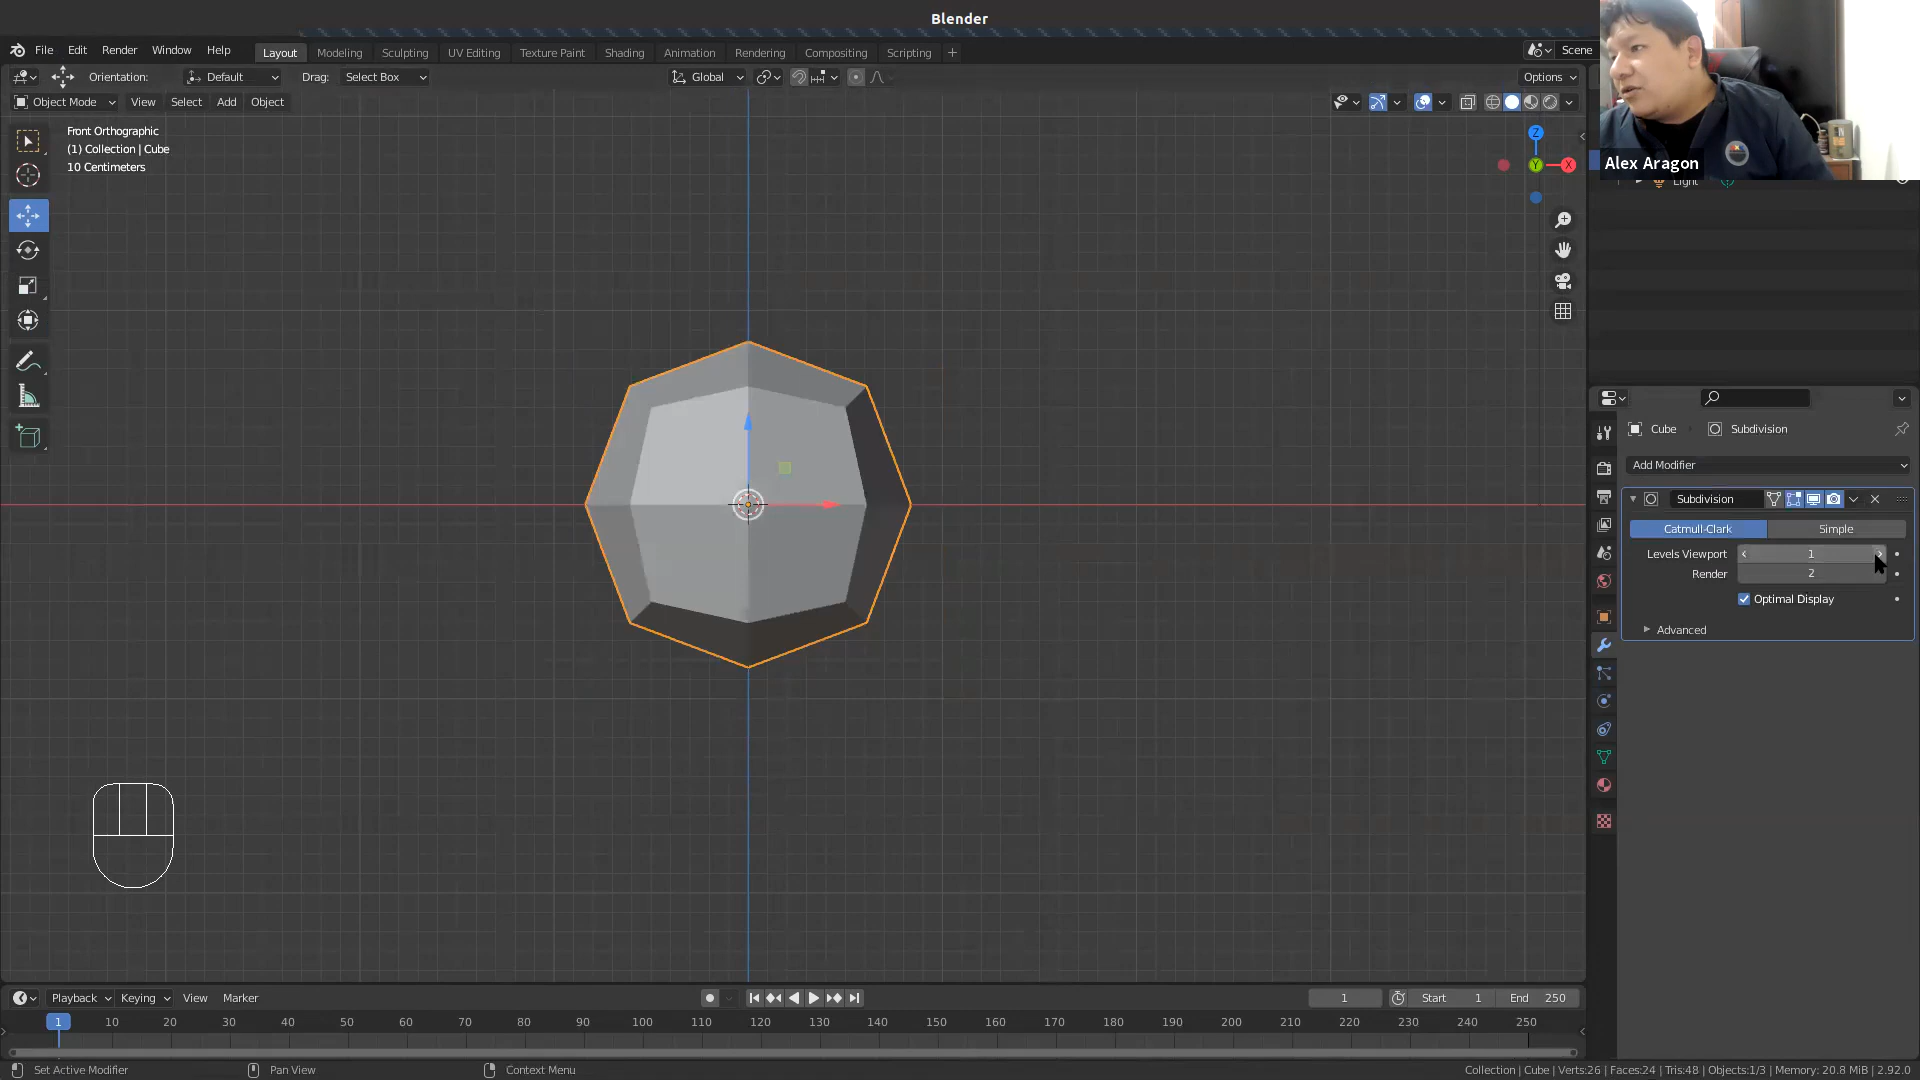 Blender
File Edit Render Window Help
Layout Modeling Sculpting UV Editing Texture Paint Shading Animation Rendering Compositing Scripting +
Scene
Orientation: Default Drag: Select Box
Global
Options
Object Mode View Select Add Object
Front Orthographic
(1) Collection | Cube
10 Centimeters
Z
Y
X
Alex Aragon
Light
Cube Subdivision
Add Modifier
Subdivision
Catmull-Clark Simple
Levels Viewport 1
Render 2
Optimal Display
Advanced
Playback Keying View Marker
1 Start 1 End 250
1 10 20 30 40 50 60 70 80 90 100 110 120 130 140 150 160 170 180 190 200 210 220 230 240 250
Set Active Modifier Pan View Context Menu
Collection | Cube | Verts:26 | Faces:24 | Tris:48 | Objects:1/3 | Memory: 20.8 MiB | 2.92.0